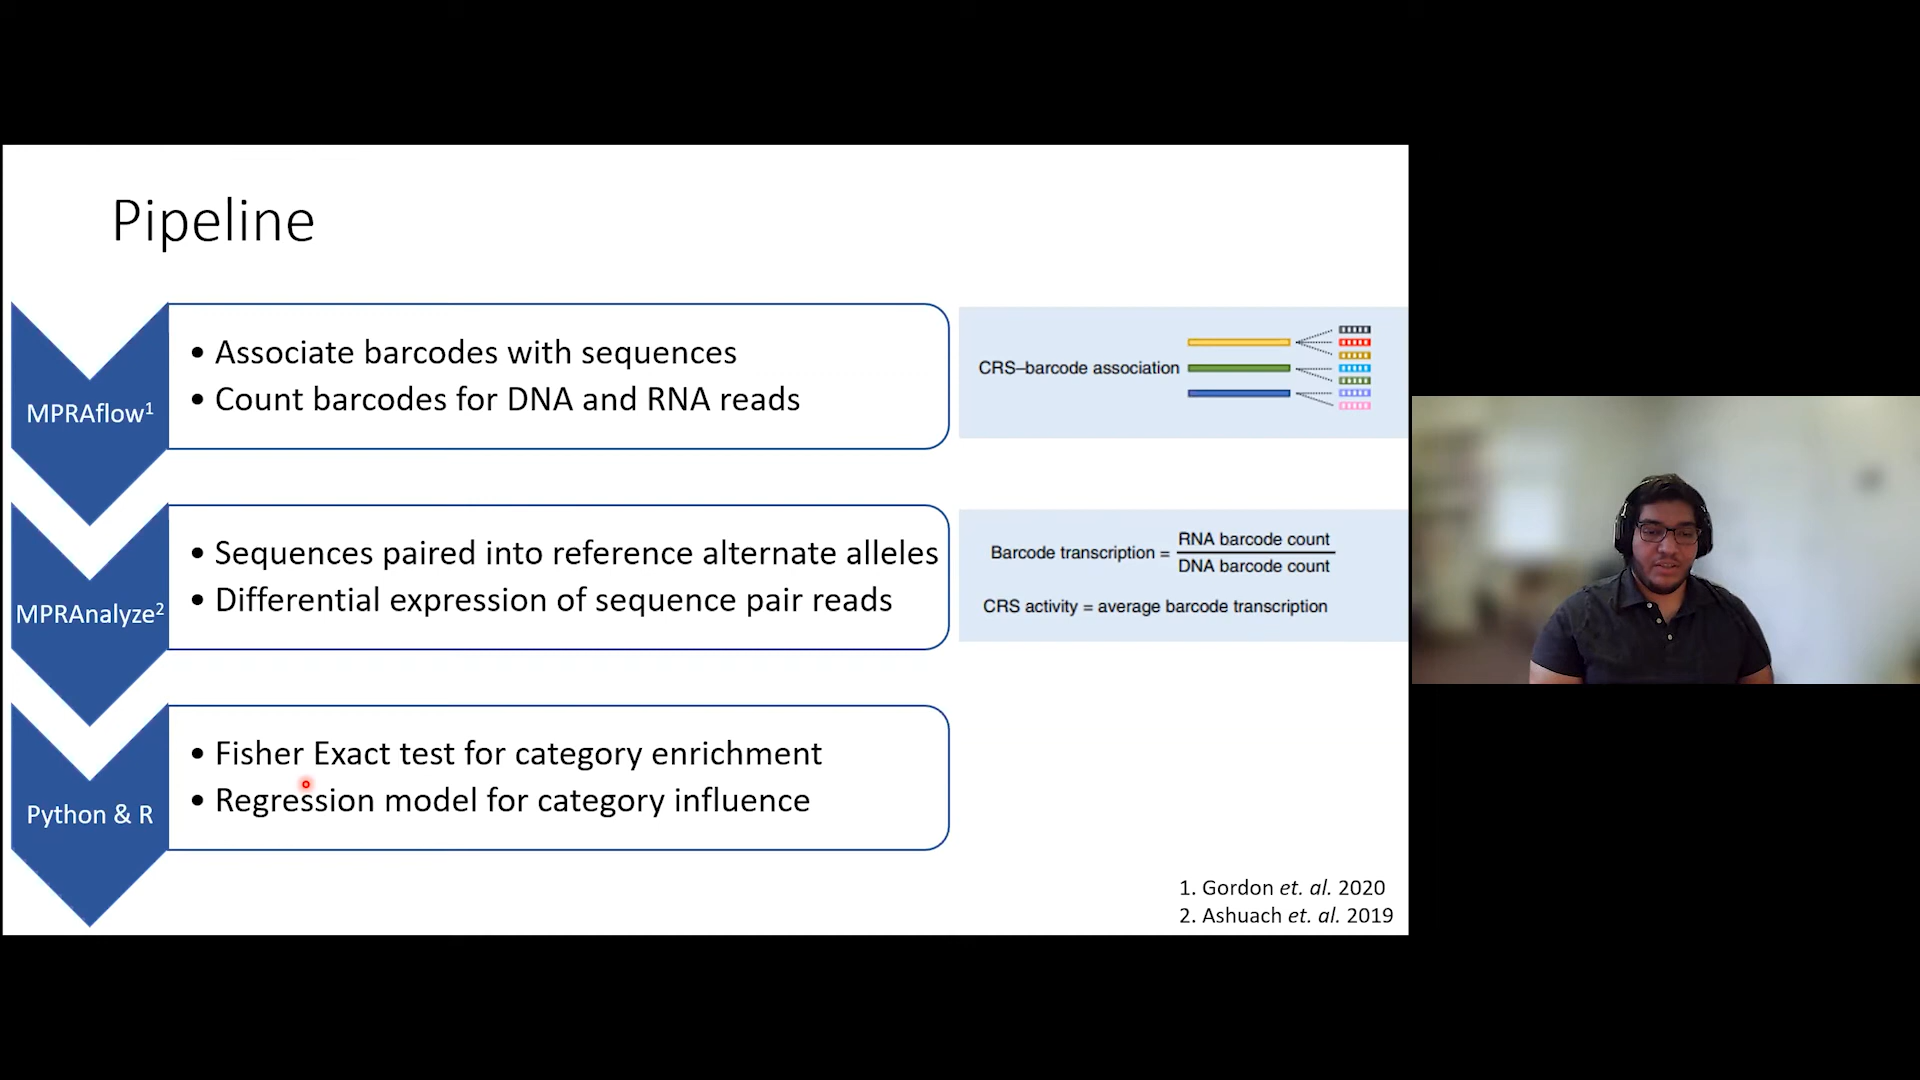 Pipeline
MPRAflow1
• Associate barcodes with sequences
• Count barcodes for DNA and RNA reads
CRS–barcode association
MPRAnalyze2
• Sequences paired into reference alternate alleles
• Differential expression of sequence pair reads
Barcode transcription = RNA barcode count
DNA barcode count
CRS activity = average barcode transcription
Python & R
• Fisher Exact test for category enrichment
• Regression model for category influence
1. Gordon et. al. 2020
2. Ashuach et. al. 2019